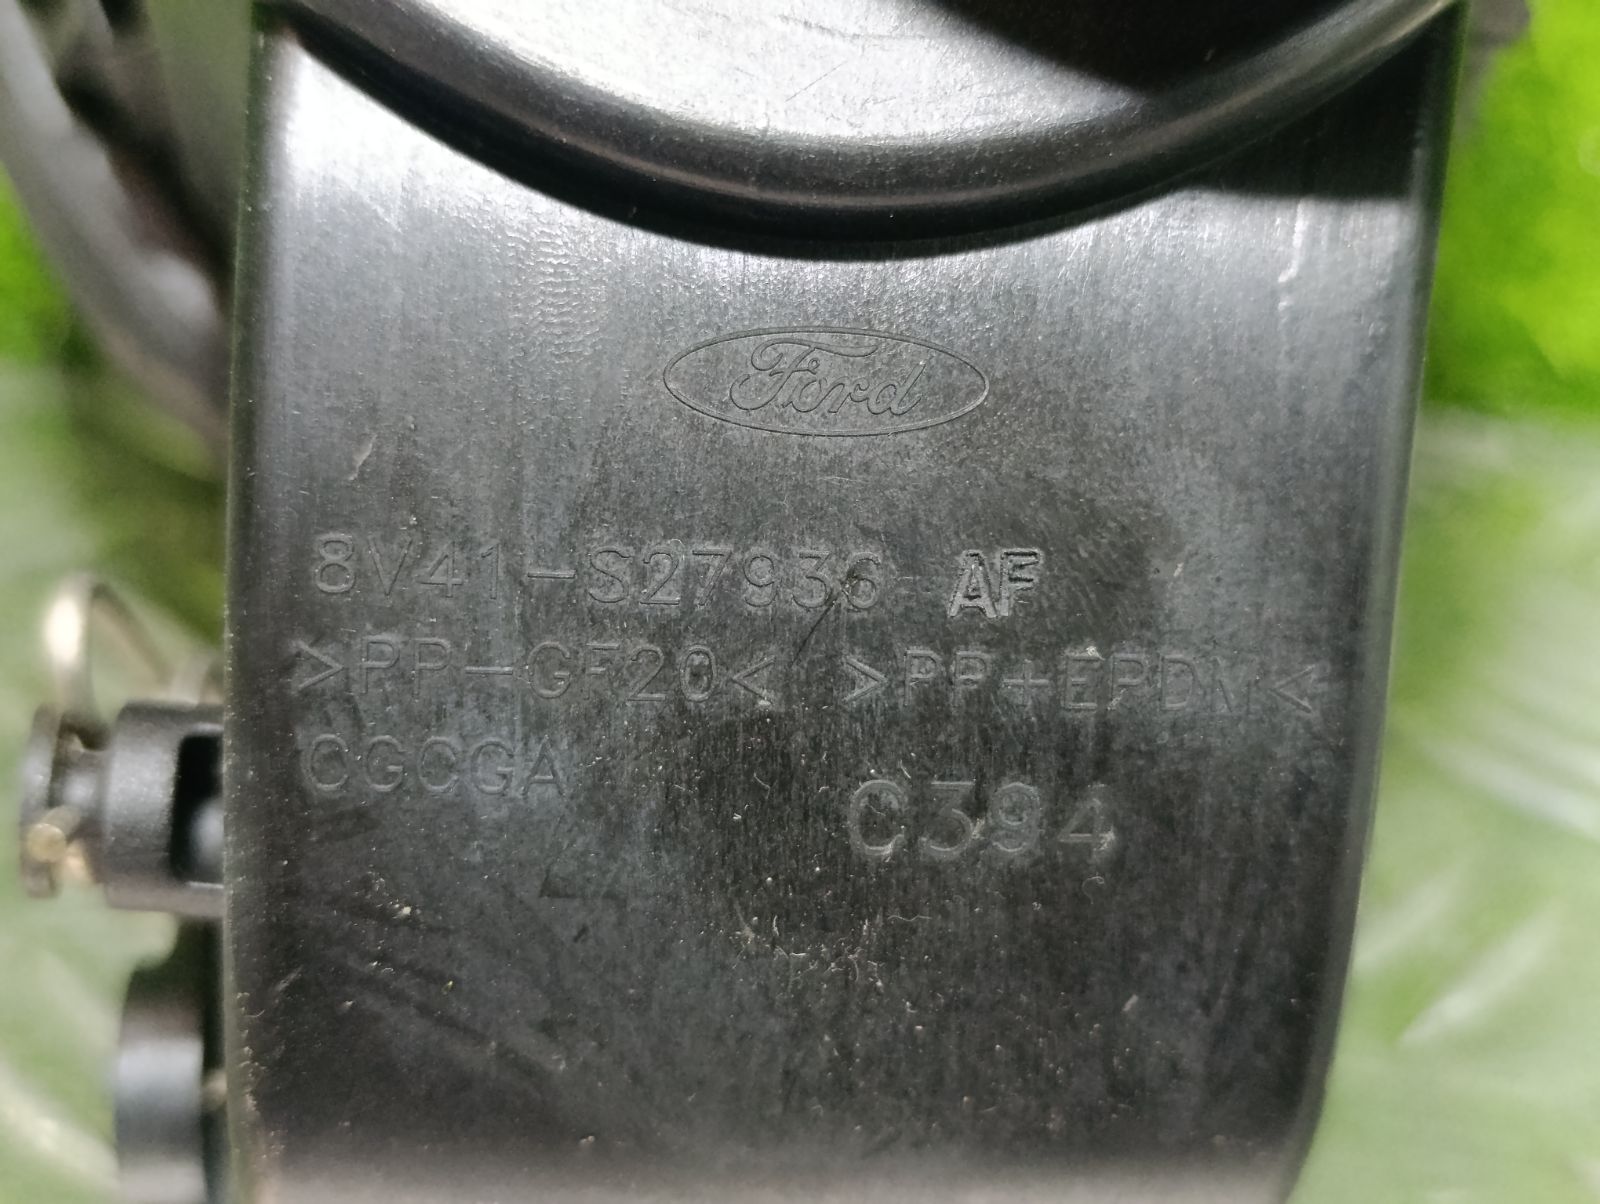 Ford
8V41-S27936 AF
>PP-GF20< >PP+EPDM<
CGCGA
C394